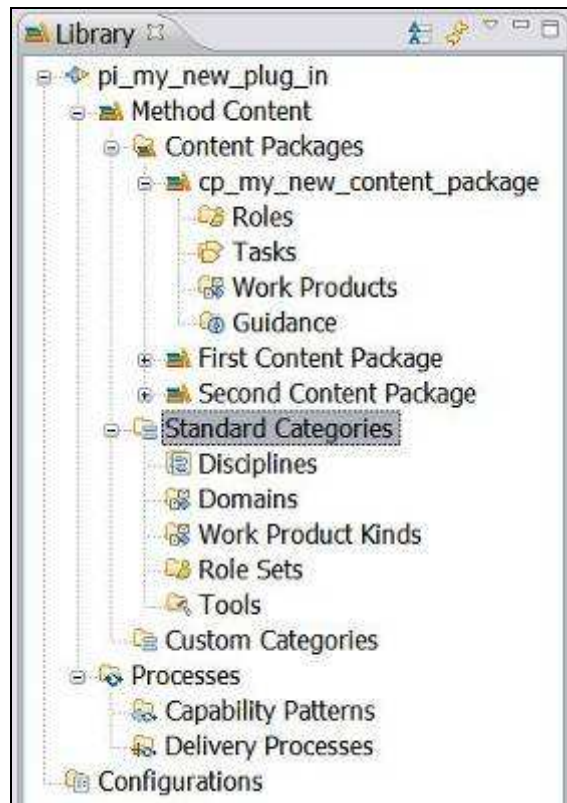 Library
pi_my_new_plug_in
Method Content
Content Packages
cp_my_new_content_package
Roles
Tasks
Work Products
Guidance
First Content Package
Second Content Package
Standard Categories
Disciplines
Domains
Work Product Kinds
Role Sets
Tools
Custom Categories
Processes
Capability Patterns
Delivery Processes
Configurations